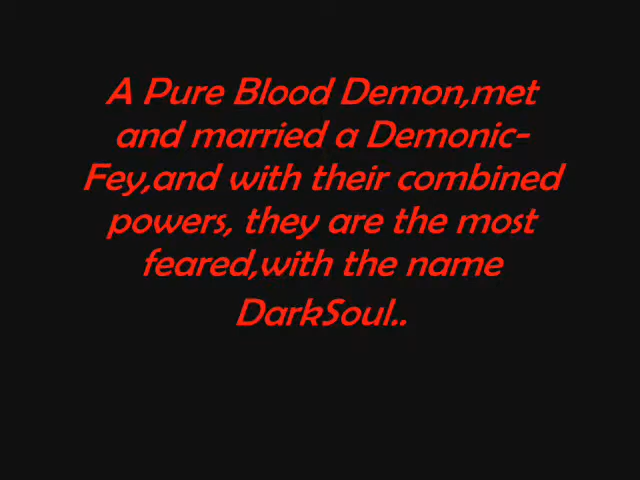 A Pure Blood Demon,met
and married a Demonic-
Fey,and with their combined
powers, they are the most
feared,with the name
DarkSoul..